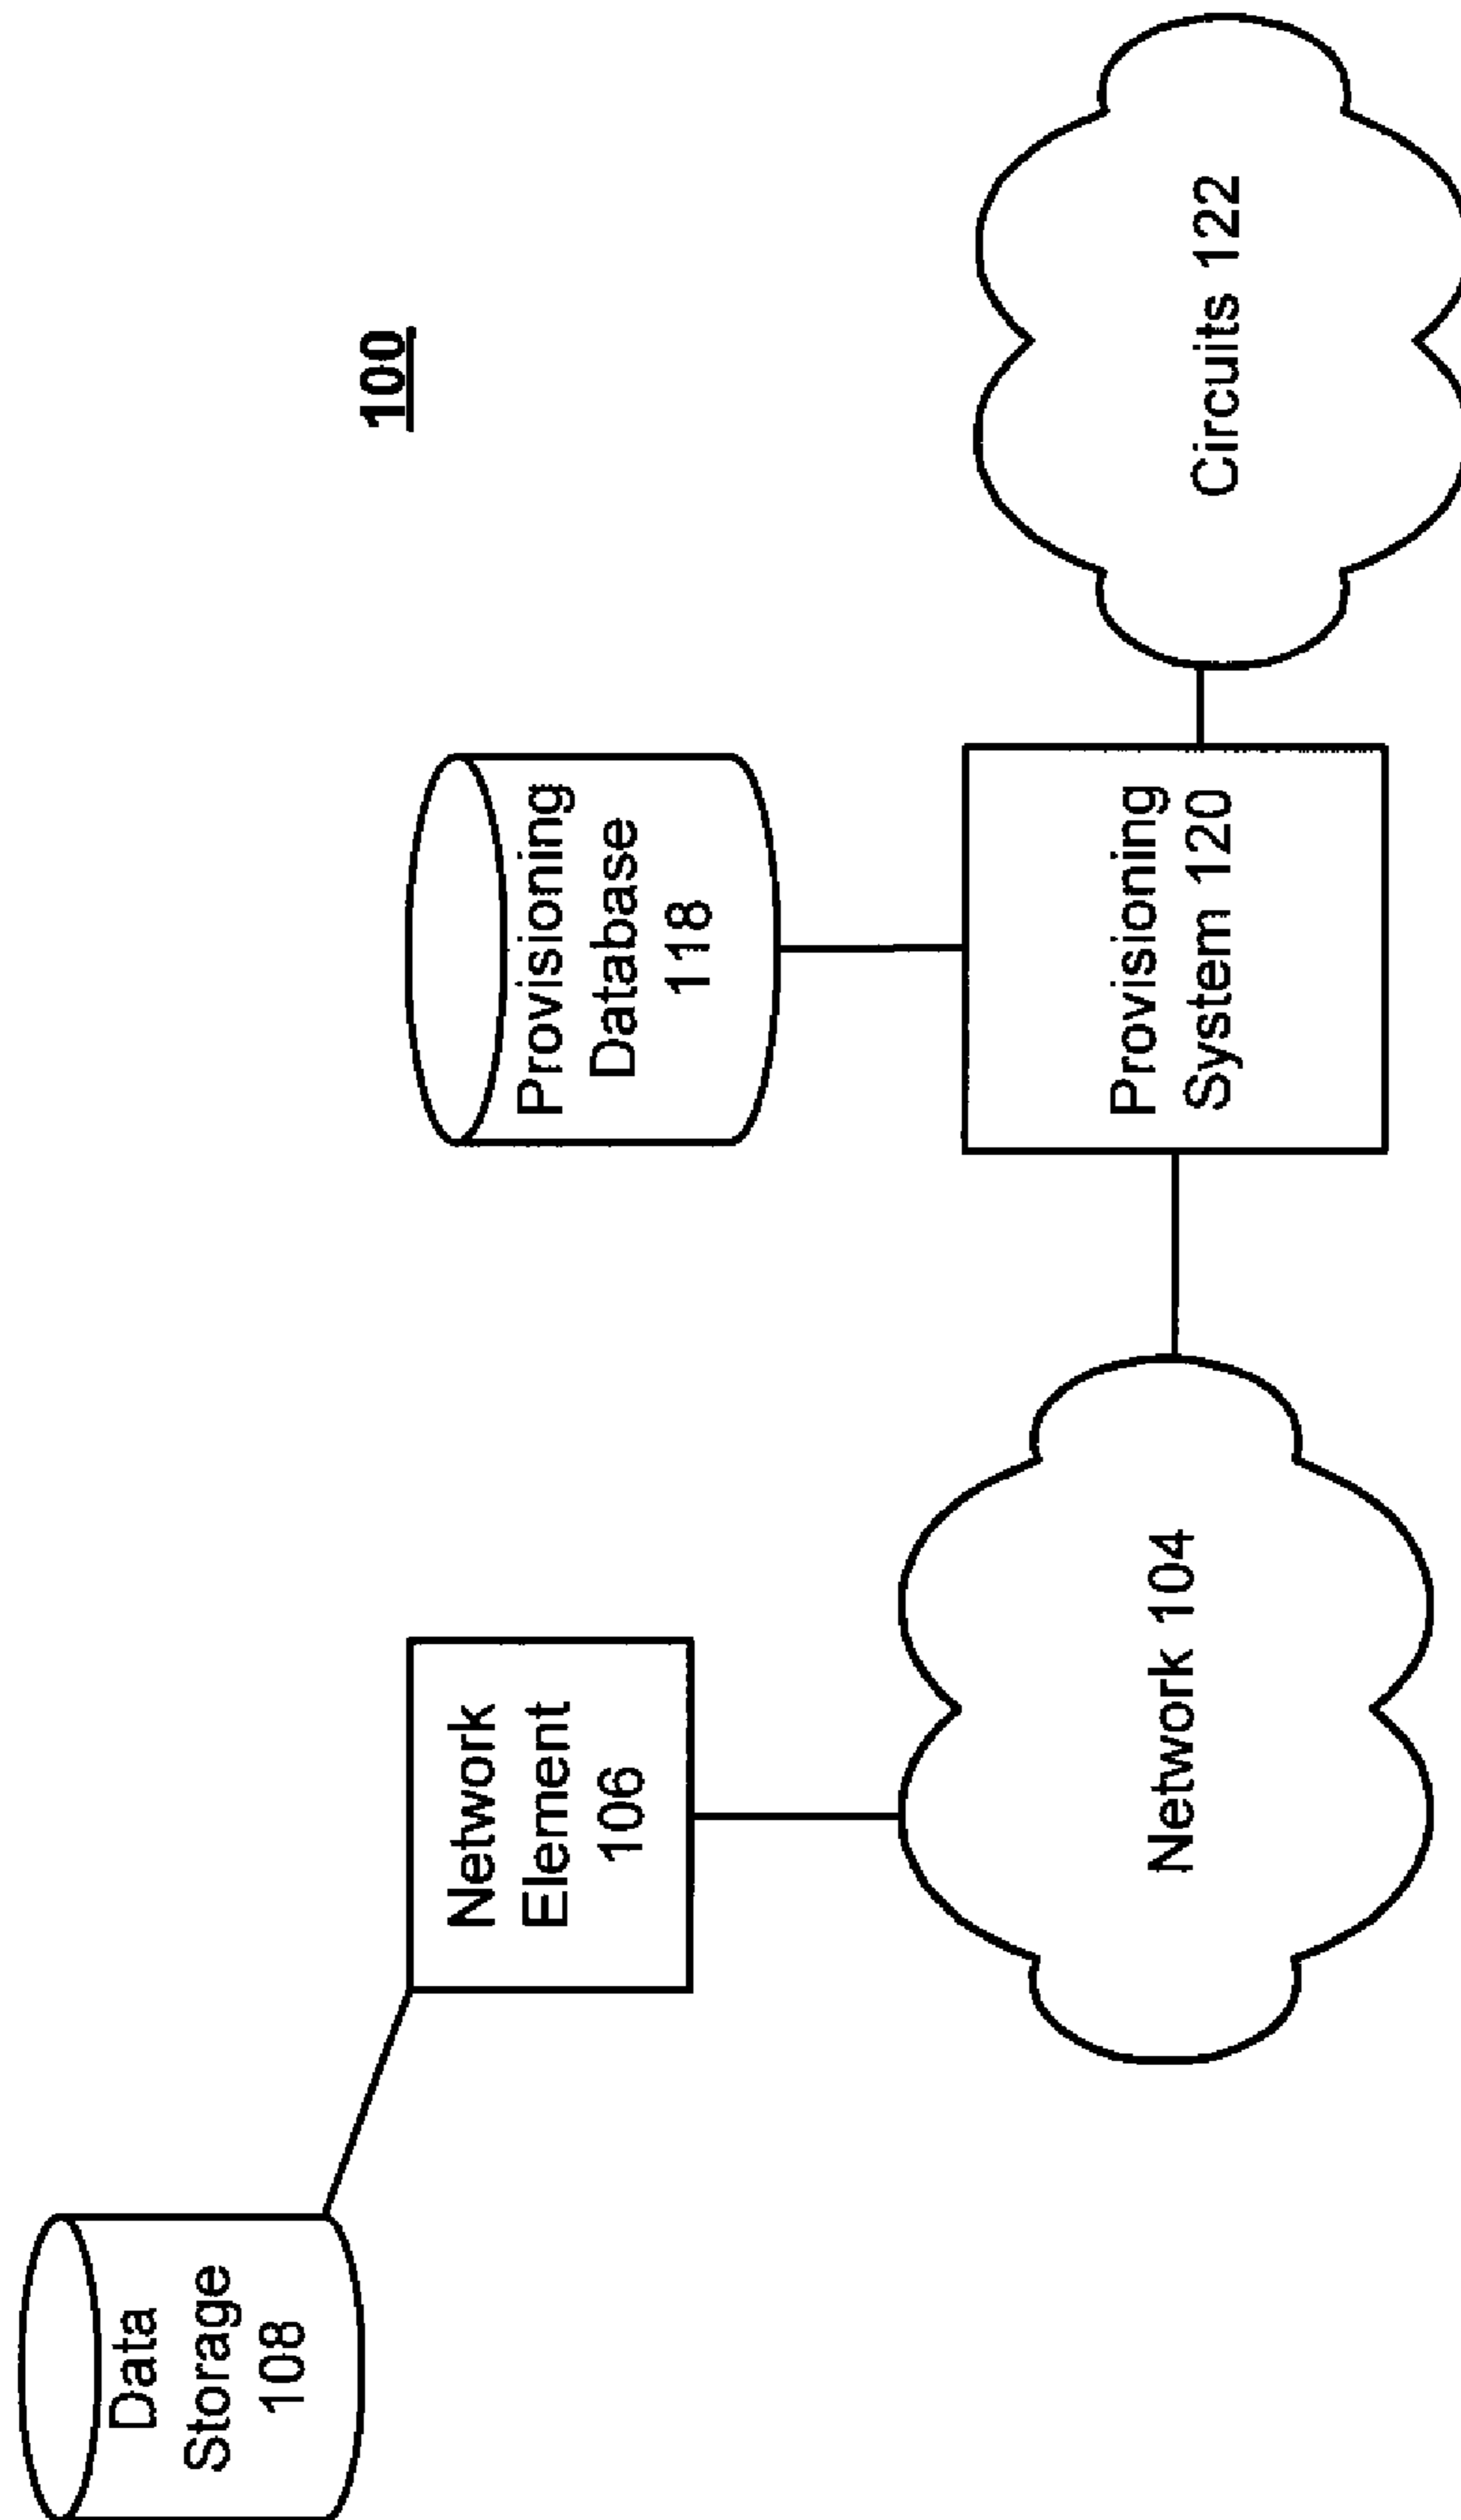 100
Data
Storage
108
Network
Element
106
Provisioning
Database
118
Network 104
Provisioning
System 120
Circuits 122